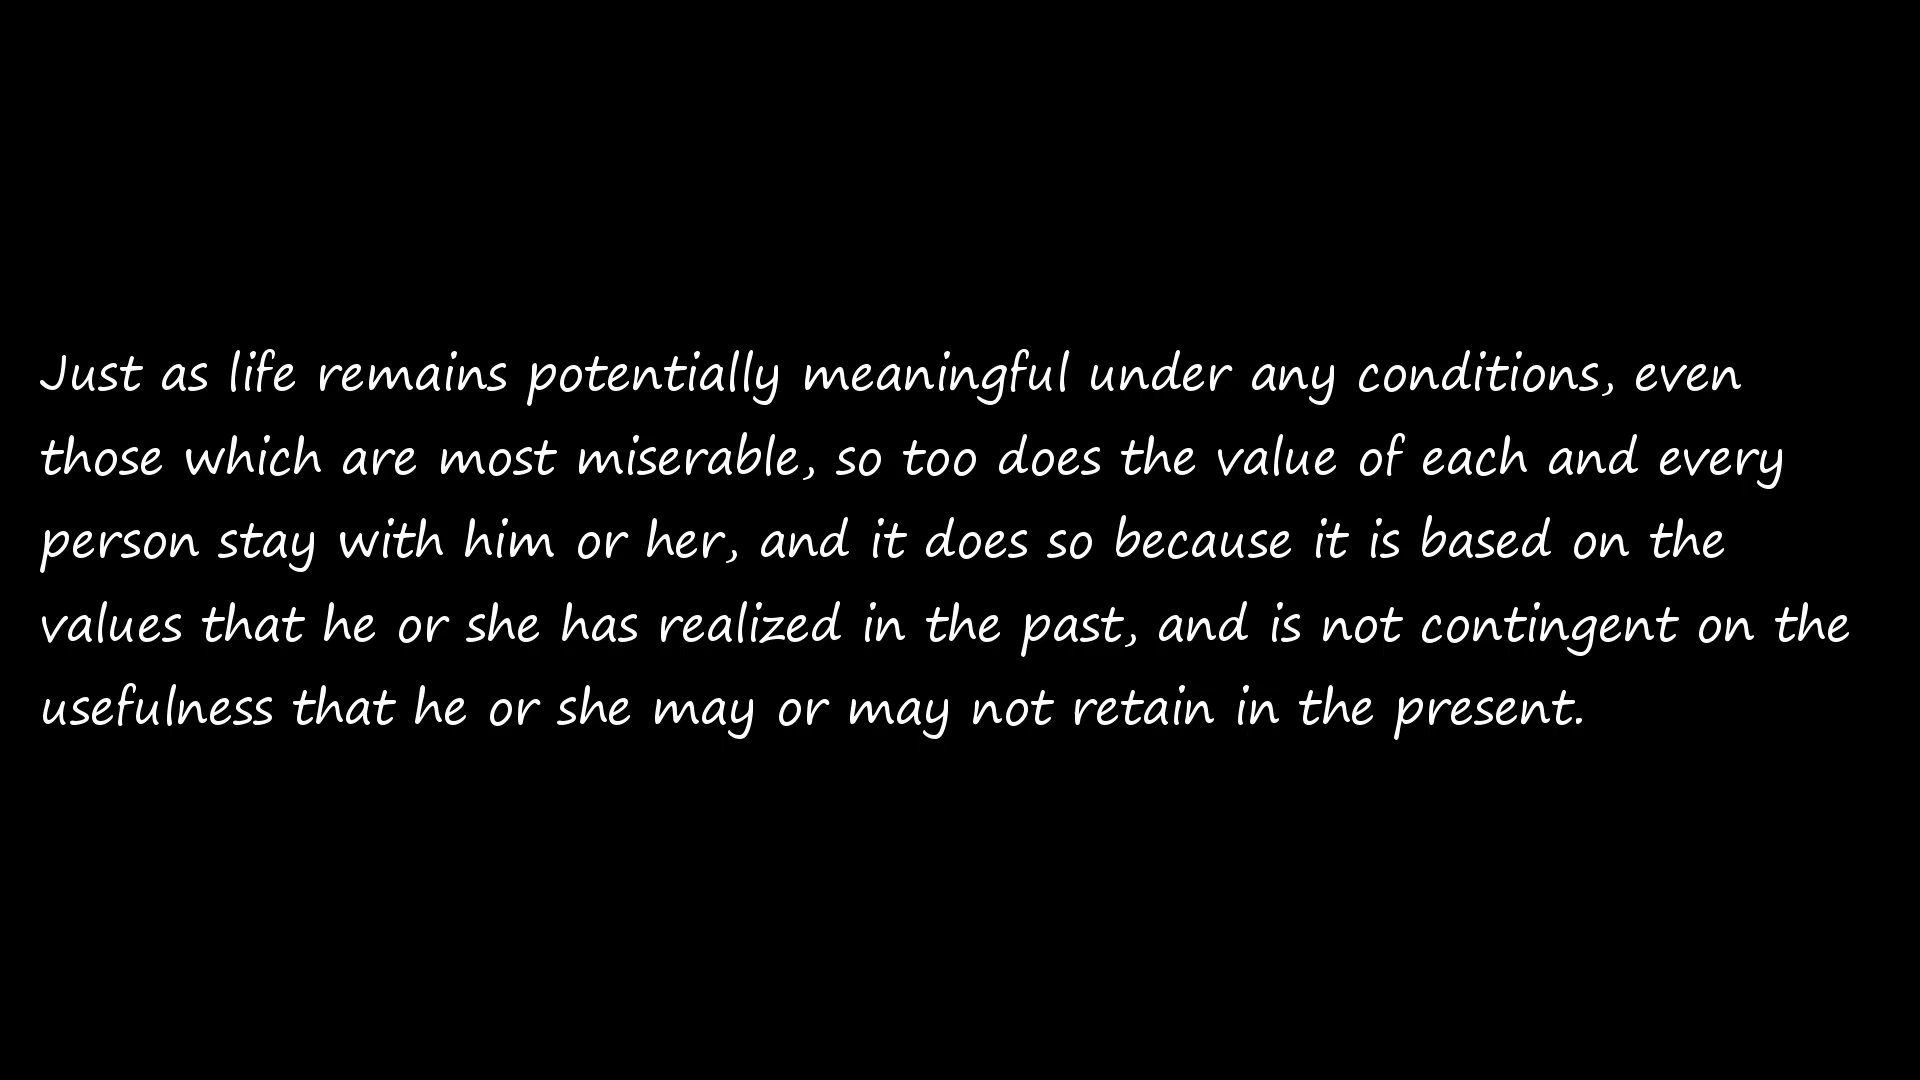 Just as life remains potentially meaningful under any conditions, even
those which are most miserable, so too does the value of each and every
person stay with him or her, and it does so because it is based on the
values that he or she has realized in the past, and is not contingent on the
usefulness that he or she may or may not retain in the present.